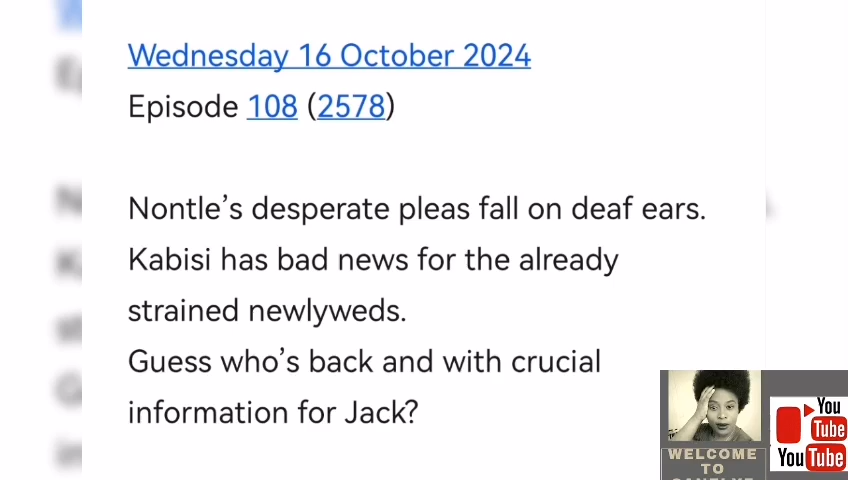 Wednesday 16 October 2024
Episode 108 (2578)
Nontle’s desperate pleas fall on deaf ears.
Kabisi has bad news for the already
strained newlyweds.
Guess who’s back and with crucial
information for Jack?
WELCOME
TO
You
Tube
YouTube